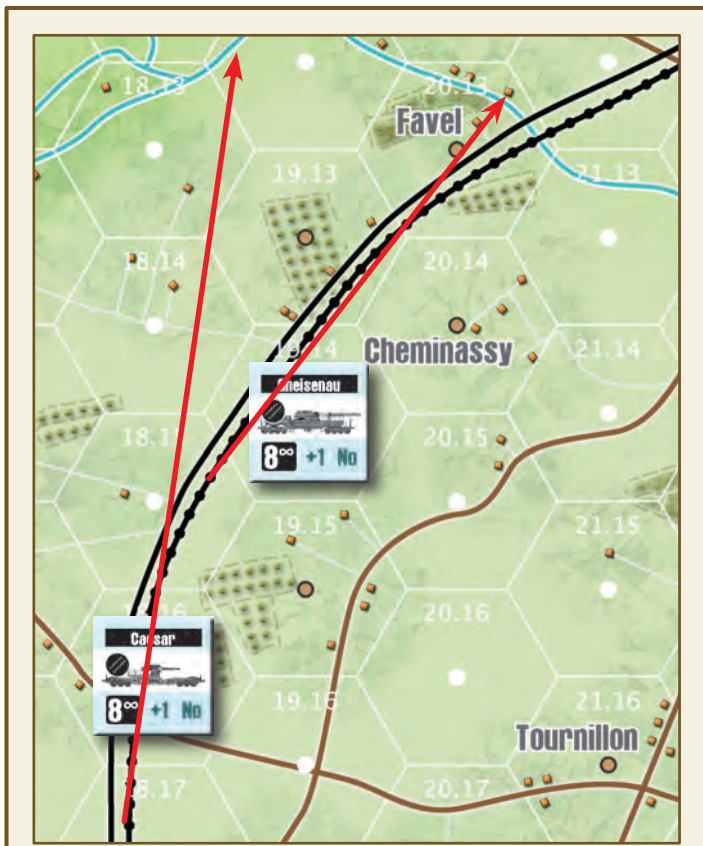 18.13
20.13
Favel
19.13
21.13
18.14
20.14
19.14
Cheminassy
21.14
Gneisenau
8∞ +1 No
18.15
20.15
19.15
21.15
20.16
Caesar
8∞ +1 No
19.16
21.16
Tournillon
18.17
20.17